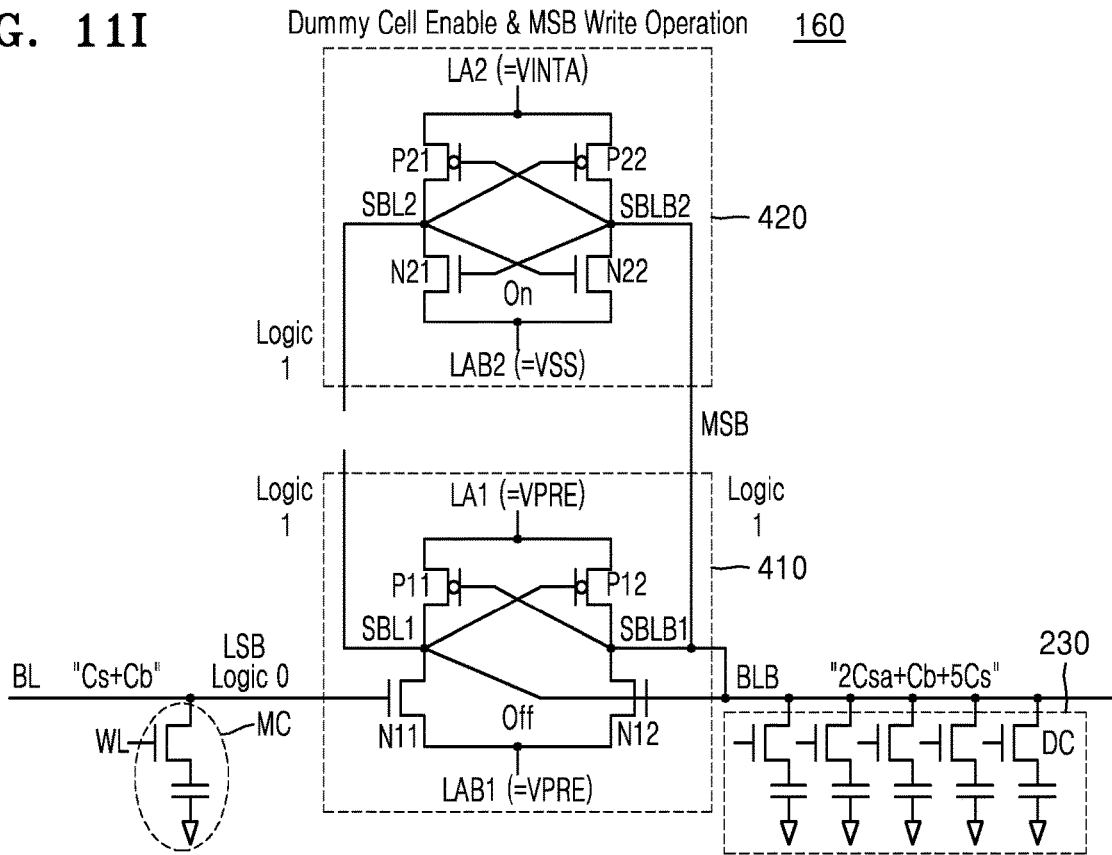 G. 11I
Dummy Cell Enable & MSB Write Operation
160
LA2 (=VINTA)
P21
P22
SBL2
SBLB2
420
N21
N22
On
Logic
1
LAB2 (=VSS)
MSB
Logic
1
LA1 (=VPRE)
Logic
1
P11
P12
410
SBL1
SBLB1
BL
"Cs+Cb"
LSB
Logic 0
BLB
"2Csa+Cb+5Cs"
230
WL
MC
N11
Off
N12
DC
LAB1 (=VPRE)